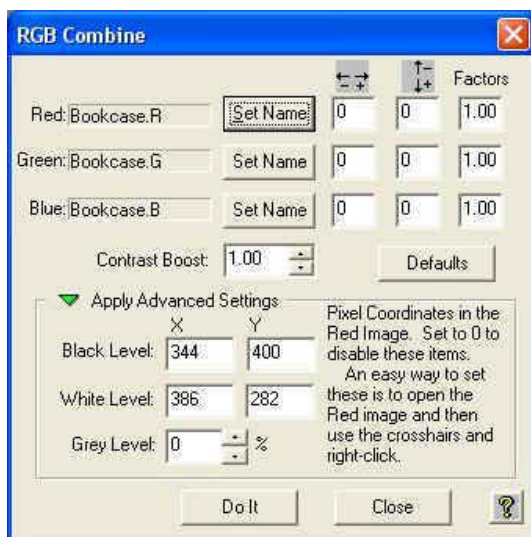 RGB Combine
Factors
Red: Bookcase.R Set Name 0 0 1.00
Green: Bookcase.G Set Name 0 0 1.00
Blue: Bookcase.B Set Name 0 0 1.00
Contrast Boost: 1.00 Defaults
Apply Advanced Settings
X Y
Black Level: 344 400
White Level: 386 282
Grey Level: 0 %
Pixel Coordinates in the
Red Image. Set to 0 to
disable these items.
An easy way to set
these is to open the
Red image and then
use the crosshairs and
right-click.
Do It Close ?